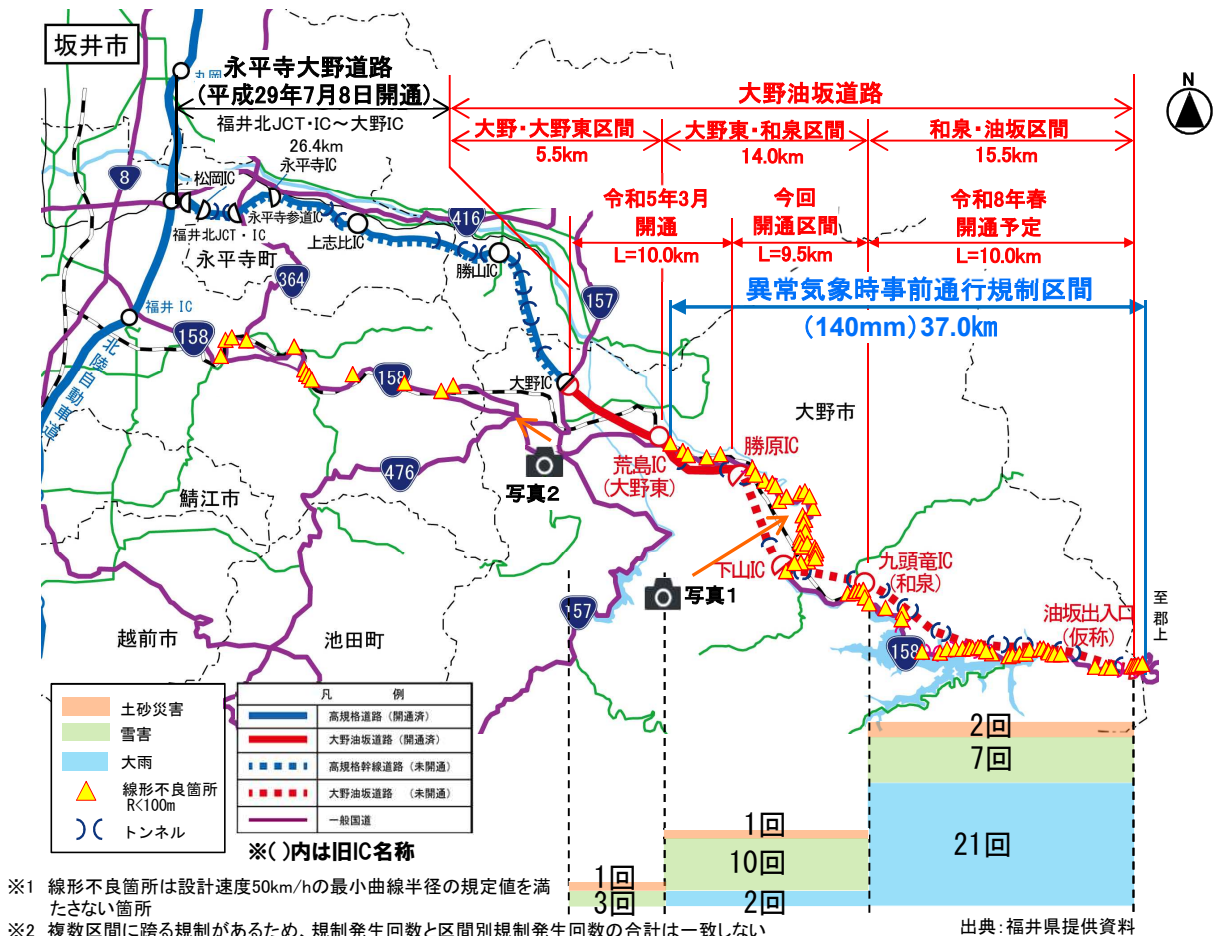 坂井市
永平寺大野道路
(平成29年7月8日開通)
福井北JCT・IC～大野IC
26.4km
丸岡
大野油坂道路
大野・大野東区間
5.5km
大野東・和泉区間
14.0km
和泉・油坂区間
15.5km
令和5年3月
開通
L=10.0km
今回
開通区間
L=9.5km
令和8年春
開通予定
L=10.0km
異常気象時事前通行規制区間
(140mm)37.0km
N
8
松岡IC
永平寺IC
永平寺参道IC
福井北JCT・IC
永平寺町
上志比IC
416
勝山IC
364
157
福井IC
158
北陸自動車道
158
大野IC
大野市
476
写真2
荒島IC
(大野東)
勝原IC
鯖江市
下山IC
九頭竜IC
(和泉)
写真1
157
至郡上
油坂出入口
(仮称)
158
越前市
池田町
土砂災害
雪害
大雨
線形不良箇所
R<100m
トンネル
凡 例
高規格道路(開通済)
大野油坂道路(開通済)
高規格幹線道路(未開通)
大野油坂道路 (未開通)
一般国道
※( )内は旧IC名称
2回
7回
21回
1回
10回
2回
1回
3回
※1 線形不良箇所は設計速度50km/hの最小曲線半径の規定値を満
たさない箇所
※2 複数区間に跨る規制があるため、規制発生回数と区間別規制発生回数の合計は一致しない
出典:福井県提供資料